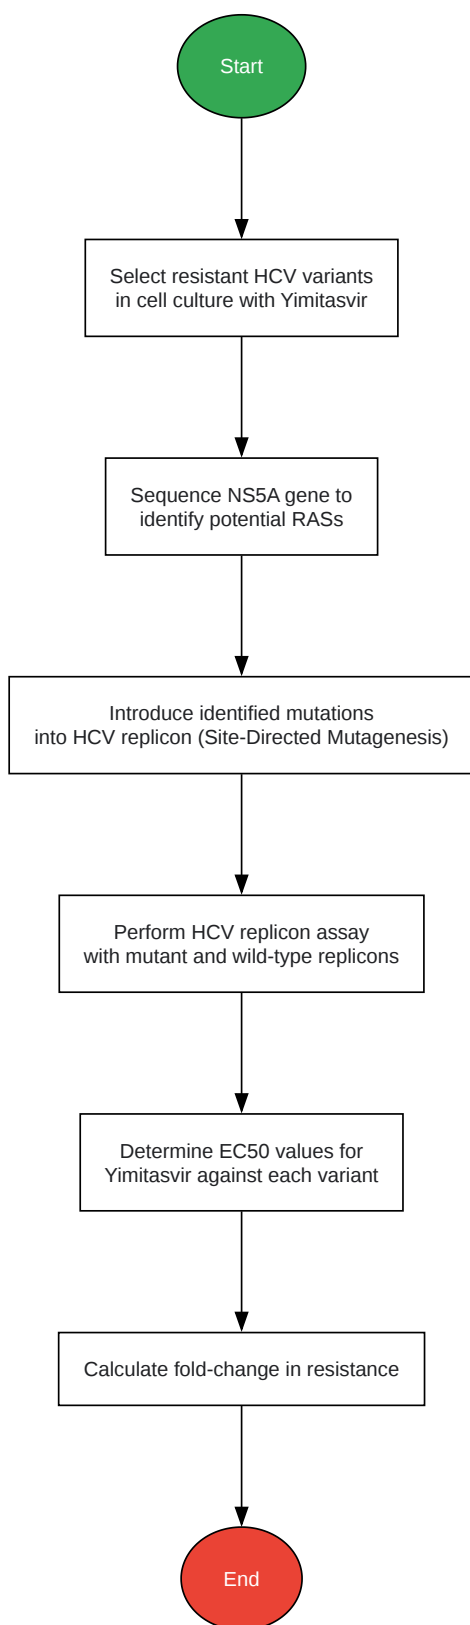 Start
Select resistant HCV variants
in cell culture with Yimitasvir
Sequence NS5A gene to
identify potential RASs
Introduce identified mutations
into HCV replicon (Site-Directed Mutagenesis)
Perform HCV replicon assay
with mutant and wild-type replicons
Determine EC50 values for
Yimitasvir against each variant
Calculate fold-change in resistance
End